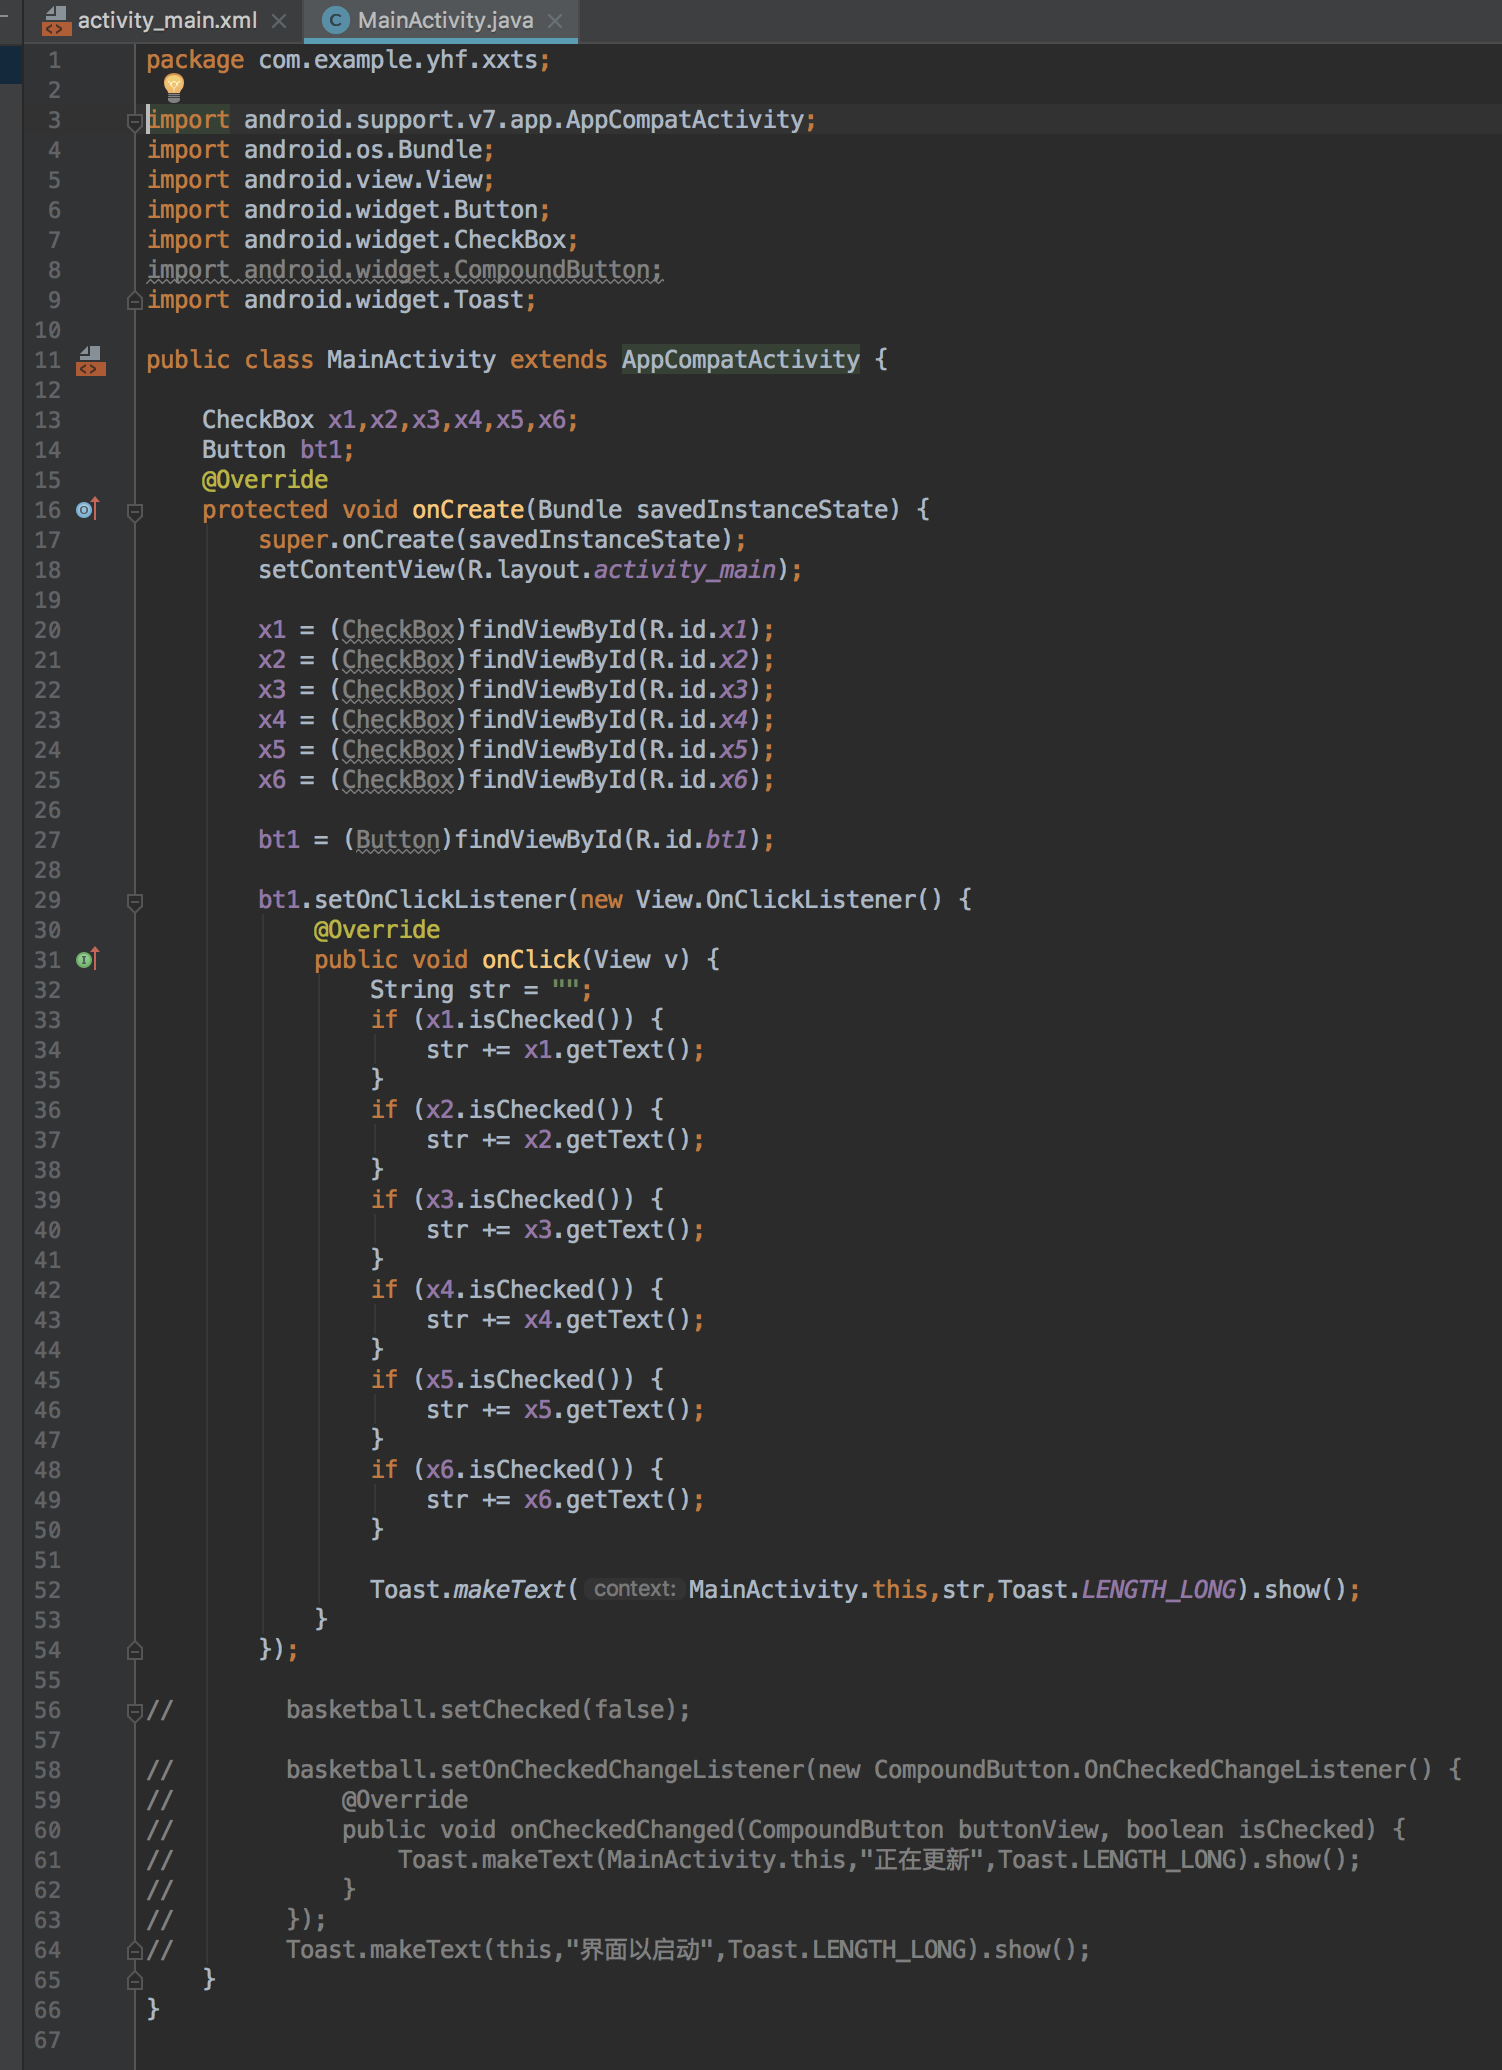 activity_main.xml MainActivity.java
1 package com.example.yhf.xxts;
2
3 import android.support.v7.app.AppCompatActivity;
4 import android.os.Bundle;
5 import android.view.View;
6 import android.widget.Button;
7 import android.widget.CheckBox;
8 import android.widget.CompoundButton;
9 import android.widget.Toast;
10
11 public class MainActivity extends AppCompatActivity {
12
13     CheckBox x1,x2,x3,x4,x5,x6;
14     Button bt1;
15     @Override
16     protected void onCreate(Bundle savedInstanceState) {
17         super.onCreate(savedInstanceState);
18         setContentView(R.layout.activity_main);
19
20         x1 = (CheckBox)findViewById(R.id.x1);
21         x2 = (CheckBox)findViewById(R.id.x2);
22         x3 = (CheckBox)findViewById(R.id.x3);
23         x4 = (CheckBox)findViewById(R.id.x4);
24         x5 = (CheckBox)findViewById(R.id.x5);
25         x6 = (CheckBox)findViewById(R.id.x6);
26
27         bt1 = (Button)findViewById(R.id.bt1);
28
29         bt1.setOnClickListener(new View.OnClickListener() {
30             @Override
31             public void onClick(View v) {
32                 String str = "";
33                 if (x1.isChecked()) {
34                     str += x1.getText();
35                 }
36                 if (x2.isChecked()) {
37                     str += x2.getText();
38                 }
39                 if (x3.isChecked()) {
40                     str += x3.getText();
41                 }
42                 if (x4.isChecked()) {
43                     str += x4.getText();
44                 }
45                 if (x5.isChecked()) {
46                     str += x5.getText();
47                 }
48                 if (x6.isChecked()) {
49                     str += x6.getText();
50                 }
51
52                 Toast.makeText( context: MainActivity.this,str,Toast.LENGTH_LONG).show();
53             }
54         });
55
56 //        basketball.setChecked(false);
57
58 //        basketball.setOnCheckedChangeListener(new CompoundButton.OnCheckedChangeListener() {
59 //            @Override
60 //            public void onCheckedChanged(CompoundButton buttonView, boolean isChecked) {
61 //                Toast.makeText(MainActivity.this,"正在更新",Toast.LENGTH_LONG).show();
62 //            }
63 //        });
64 //        Toast.makeText(this,"界面以启动",Toast.LENGTH_LONG).show();
65     }
66 }
67